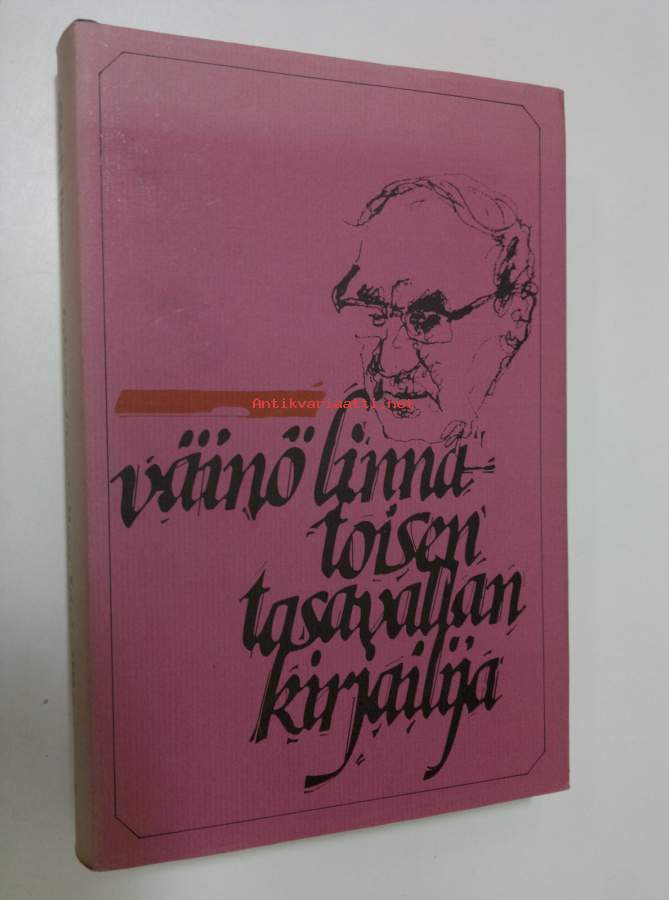 Antikvariaatti.net
väinö linna
toisen
tasavallan
kirjailija